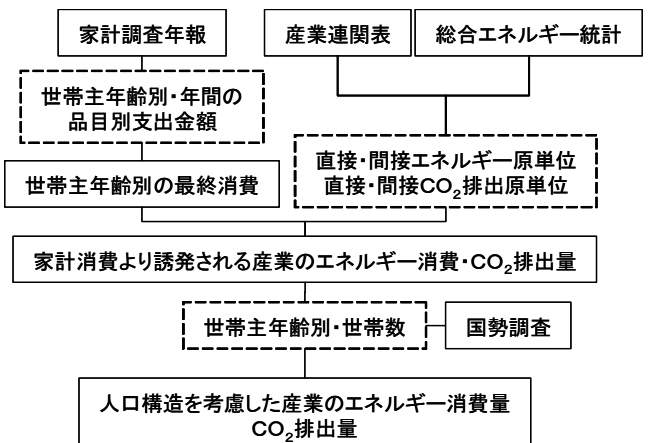 家計調査年報
産業連関表
総合エネルギー統計
世帯主年齢別・年間の
品目別支出金額
直接・間接エネルギー原単位
直接・間接CO₂排出原単位
世帯主年齢別の最終消費
家計消費より誘発される産業のエネルギー消費・CO₂排出量
世帯主年齢別・世帯数
国勢調査
人口構造を考慮した産業のエネルギー消費量
CO₂排出量